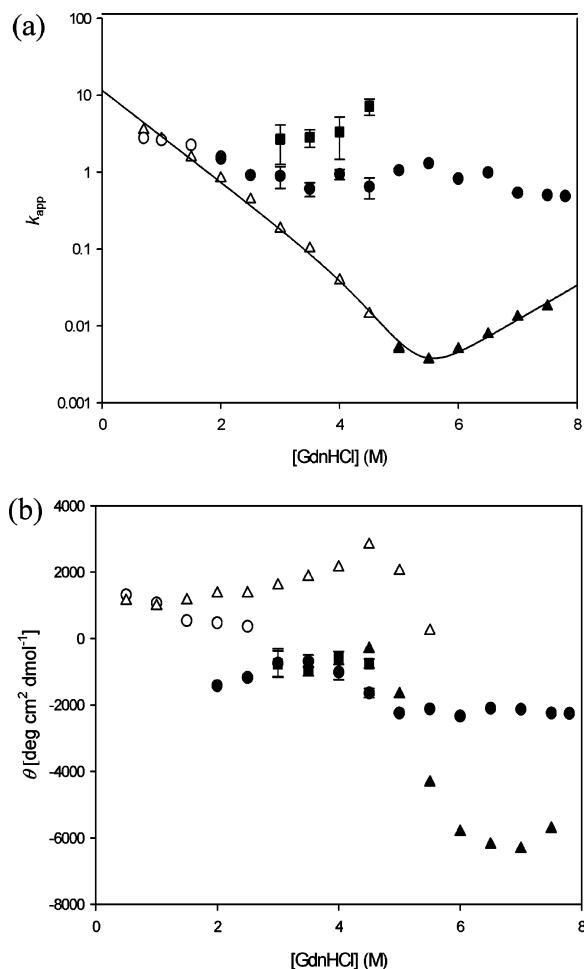 (a)
100
10
1
0.1
0.01
0.001
k_app
0 2 4 6 8
[GdnHCl] (M)
(b)
4000
2000
0
-2000
-4000
-6000
-8000
θ [deg cm² dmol⁻¹]
0 2 4 6 8
[GdnHCl] (M)